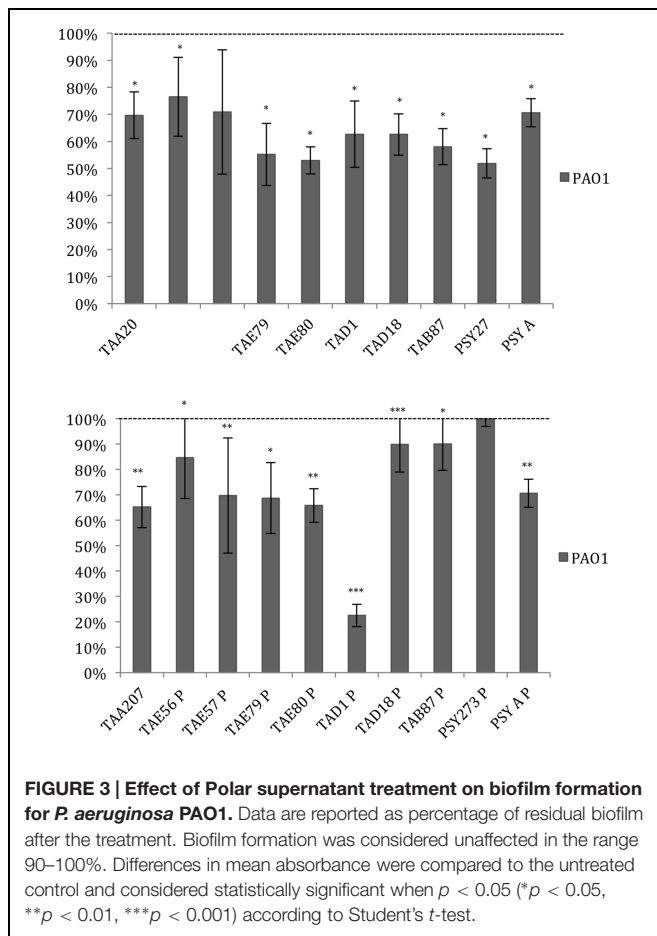 100%
90%
80%
70%
60%
50%
40%
30%
20%
10%
0%
* * * * * * * * *
TAA20 TAE79 TAE80 TAD1 TAD18 TAB87 PSY27 PSY A
PAO1
100%
90%
80%
70%
60%
50%
40%
30%
20%
10%
0%
** * ** * ** *** *** * **
TAA207 TAE56 P TAE57 P TAE79 P TAE80 P TAD1 P TAD18 P TAB87 P PSY273 P PSY A P
PAO1
FIGURE 3 | Effect of Polar supernatant treatment on biofilm formation
for P. aeruginosa PAO1. Data are reported as percentage of residual biofilm
after the treatment. Biofilm formation was considered unaffected in the range
90–100%. Differences in mean absorbance were compared to the untreated
control and considered statistically significant when p < 0.05 (*p < 0.05,
**p < 0.01, ***p < 0.001) according to Student's t-test.